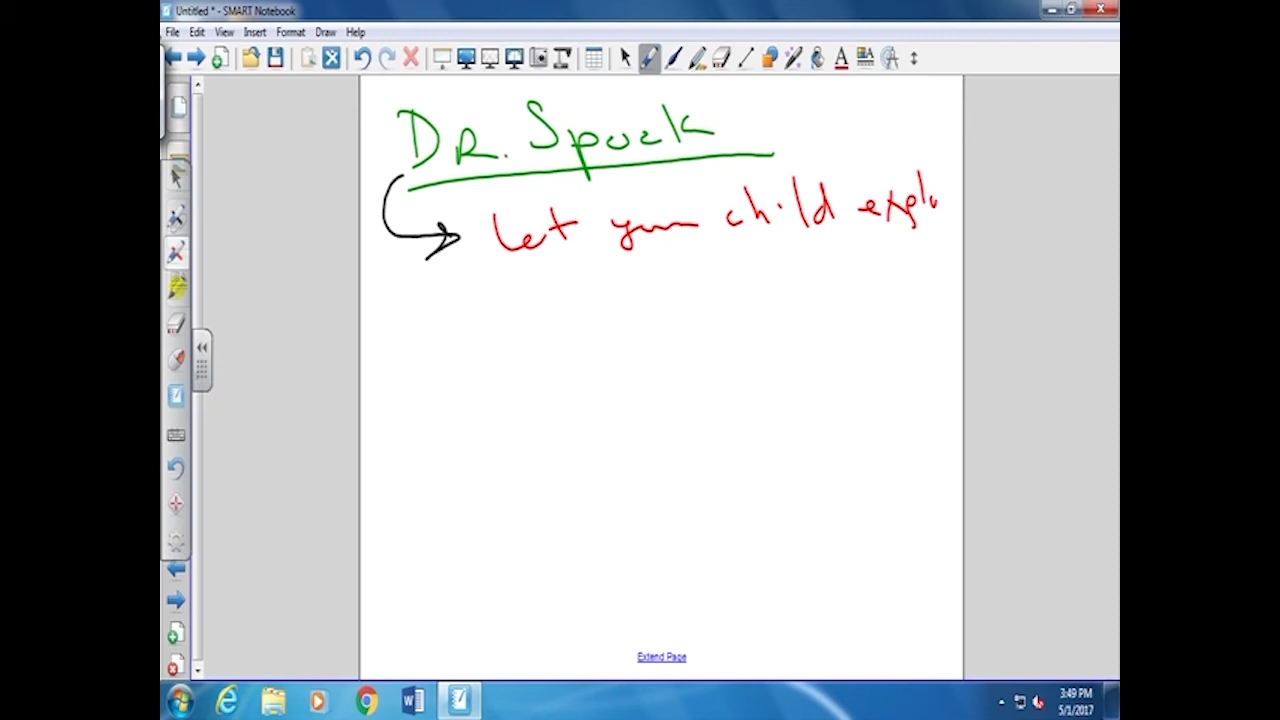 Untitled * - SMART Notebook
File Edit View Insert Format Draw Help
DR. Spock
Let your child explo
Extend Page
3:49 PM
5/1/2017